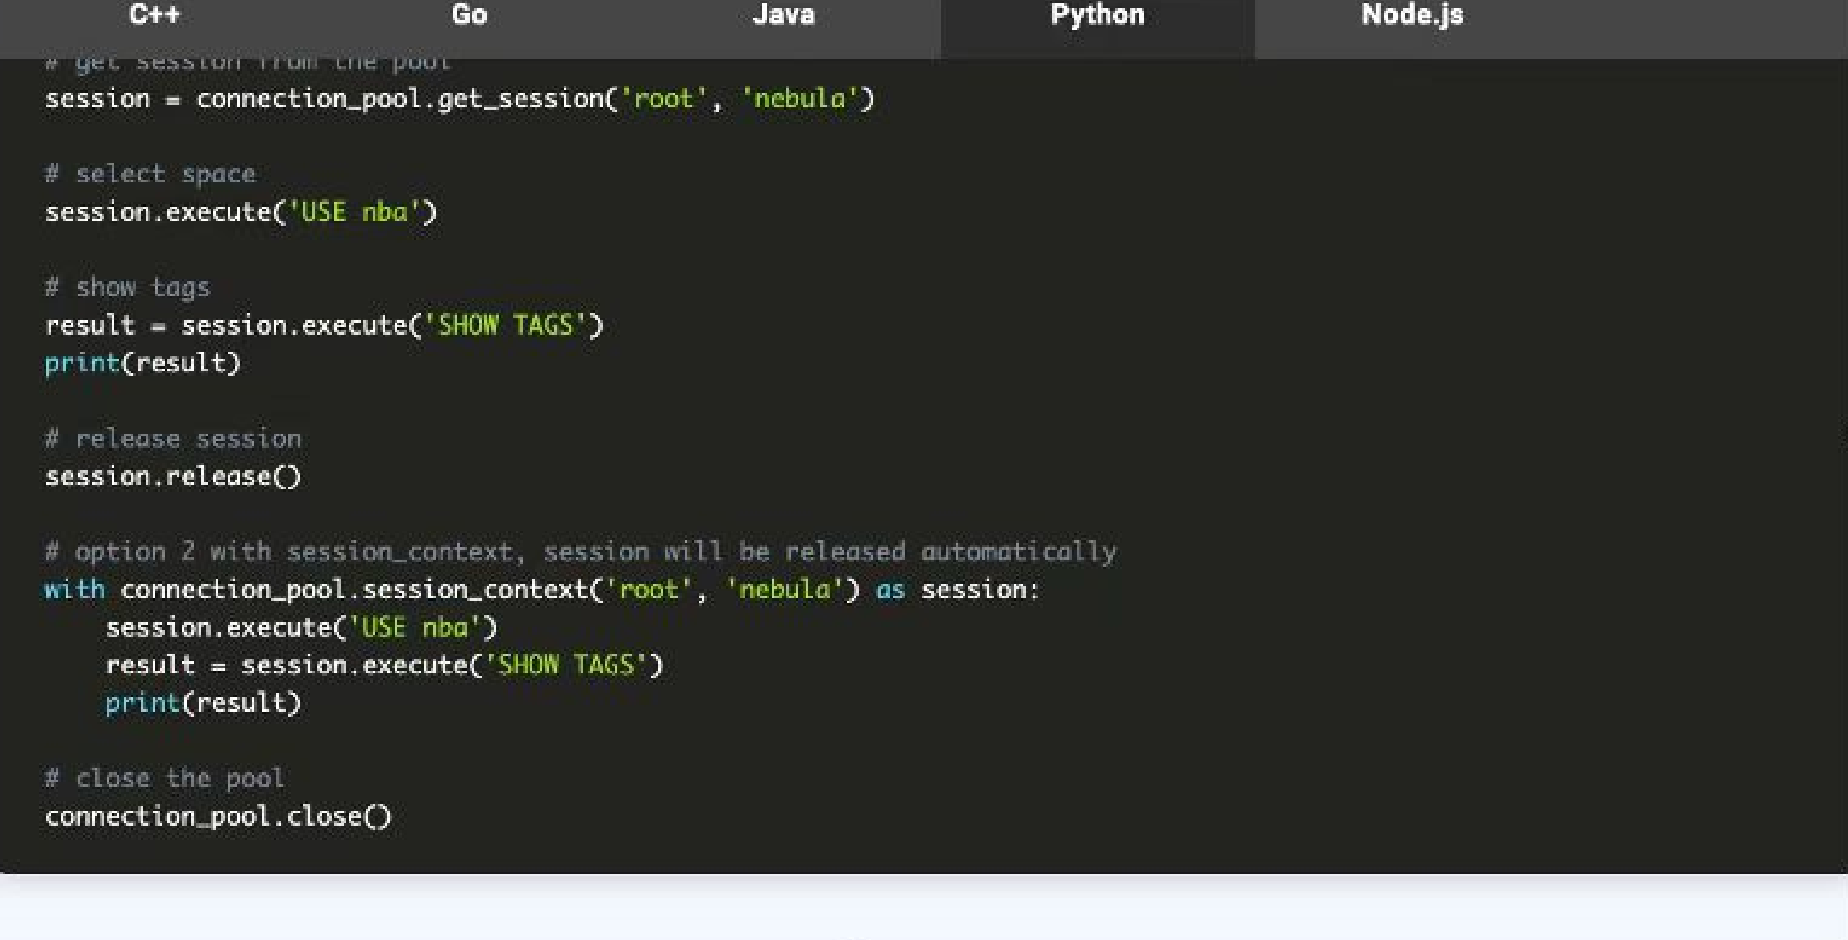 C++ Go Java Python Node.js
# get session from the pool
session = connection_pool.get_session('root', 'nebula')
# select space
session.execute('USE nba')
# show tags
result = session.execute('SHOW TAGS')
print(result)
# release session
session.release()
# option 2 with session_context, session will be released automatically
with connection_pool.session_context('root', 'nebula') as session:
    session.execute('USE nba')
    result = session.execute('SHOW TAGS')
    print(result)
# close the pool
connection_pool.close()